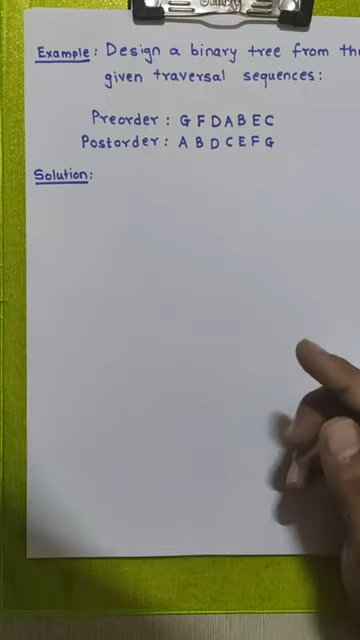 Example: Design a binary tree from the
given traversal sequences:
Preorder: G F D A B E C
Postorder: A B D C E F G
Solution: